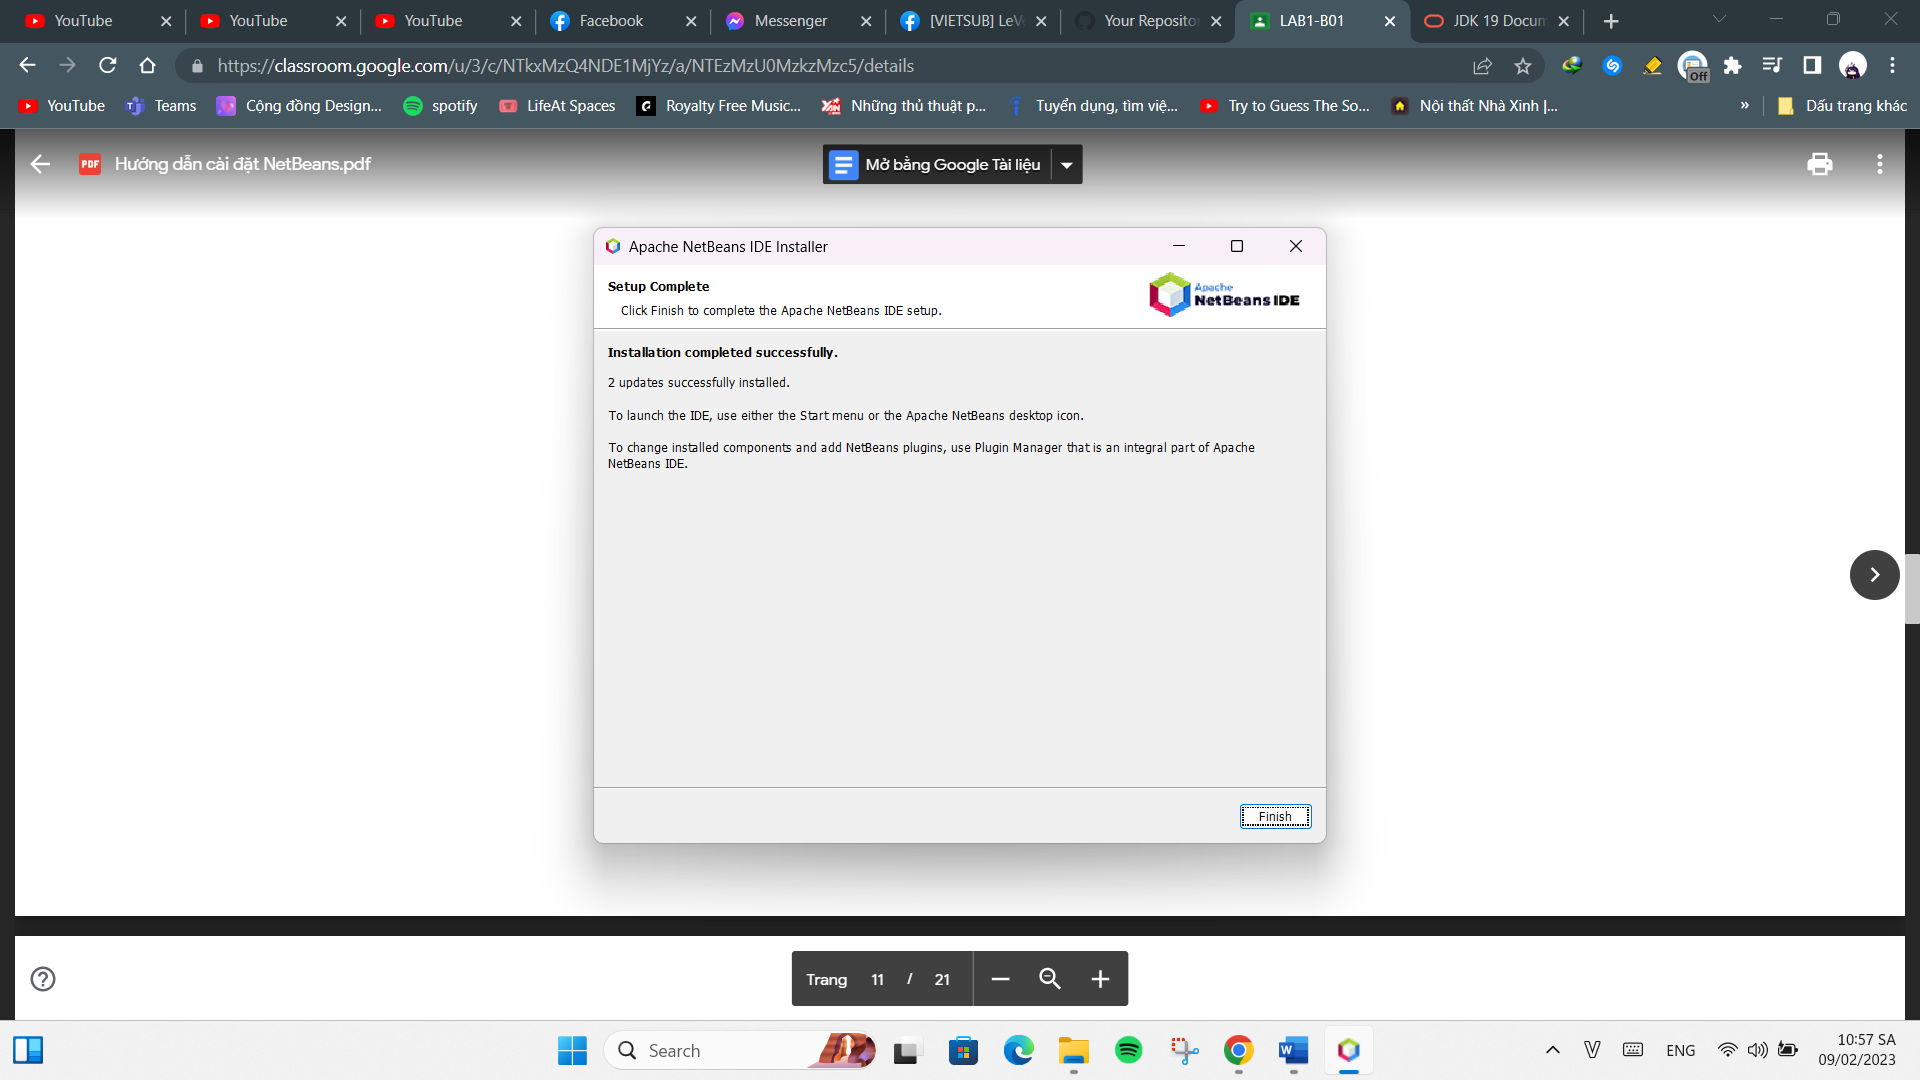 YouTube
YouTube
YouTube
Facebook
Messenger
[VIETSUB] LeV
Your Reposito
LAB1-B01
JDK 19 Docum
https://classroom.google.com/u/3/c/NTkxMzQ4NDE1MjYz/a/NTEzMzU0MzkzMzc5/details
Off
YouTube
Teams
Cộng đồng Design...
spotify
LifeAt Spaces
Royalty Free Music...
Những thủ thuật p...
Tuyển dụng, tìm việ...
Try to Guess The So...
Nội thất Nhà Xinh |...
»
Dấu trang khác
PDF
Hướng dẫn cài đặt NetBeans.pdf
Mở bằng Google Tài liệu
Apache NetBeans IDE Installer
Setup Complete
Click Finish to complete the Apache NetBeans IDE setup.
Apache
NetBeans IDE
Installation completed successfully.
2 updates successfully installed.
To launch the IDE, use either the Start menu or the Apache NetBeans desktop icon.
To change installed components and add NetBeans plugins, use Plugin Manager that is an integral part of Apache
NetBeans IDE.
Finish
Trang 11 / 21
Search
ENG
10:57 SA
09/02/2023